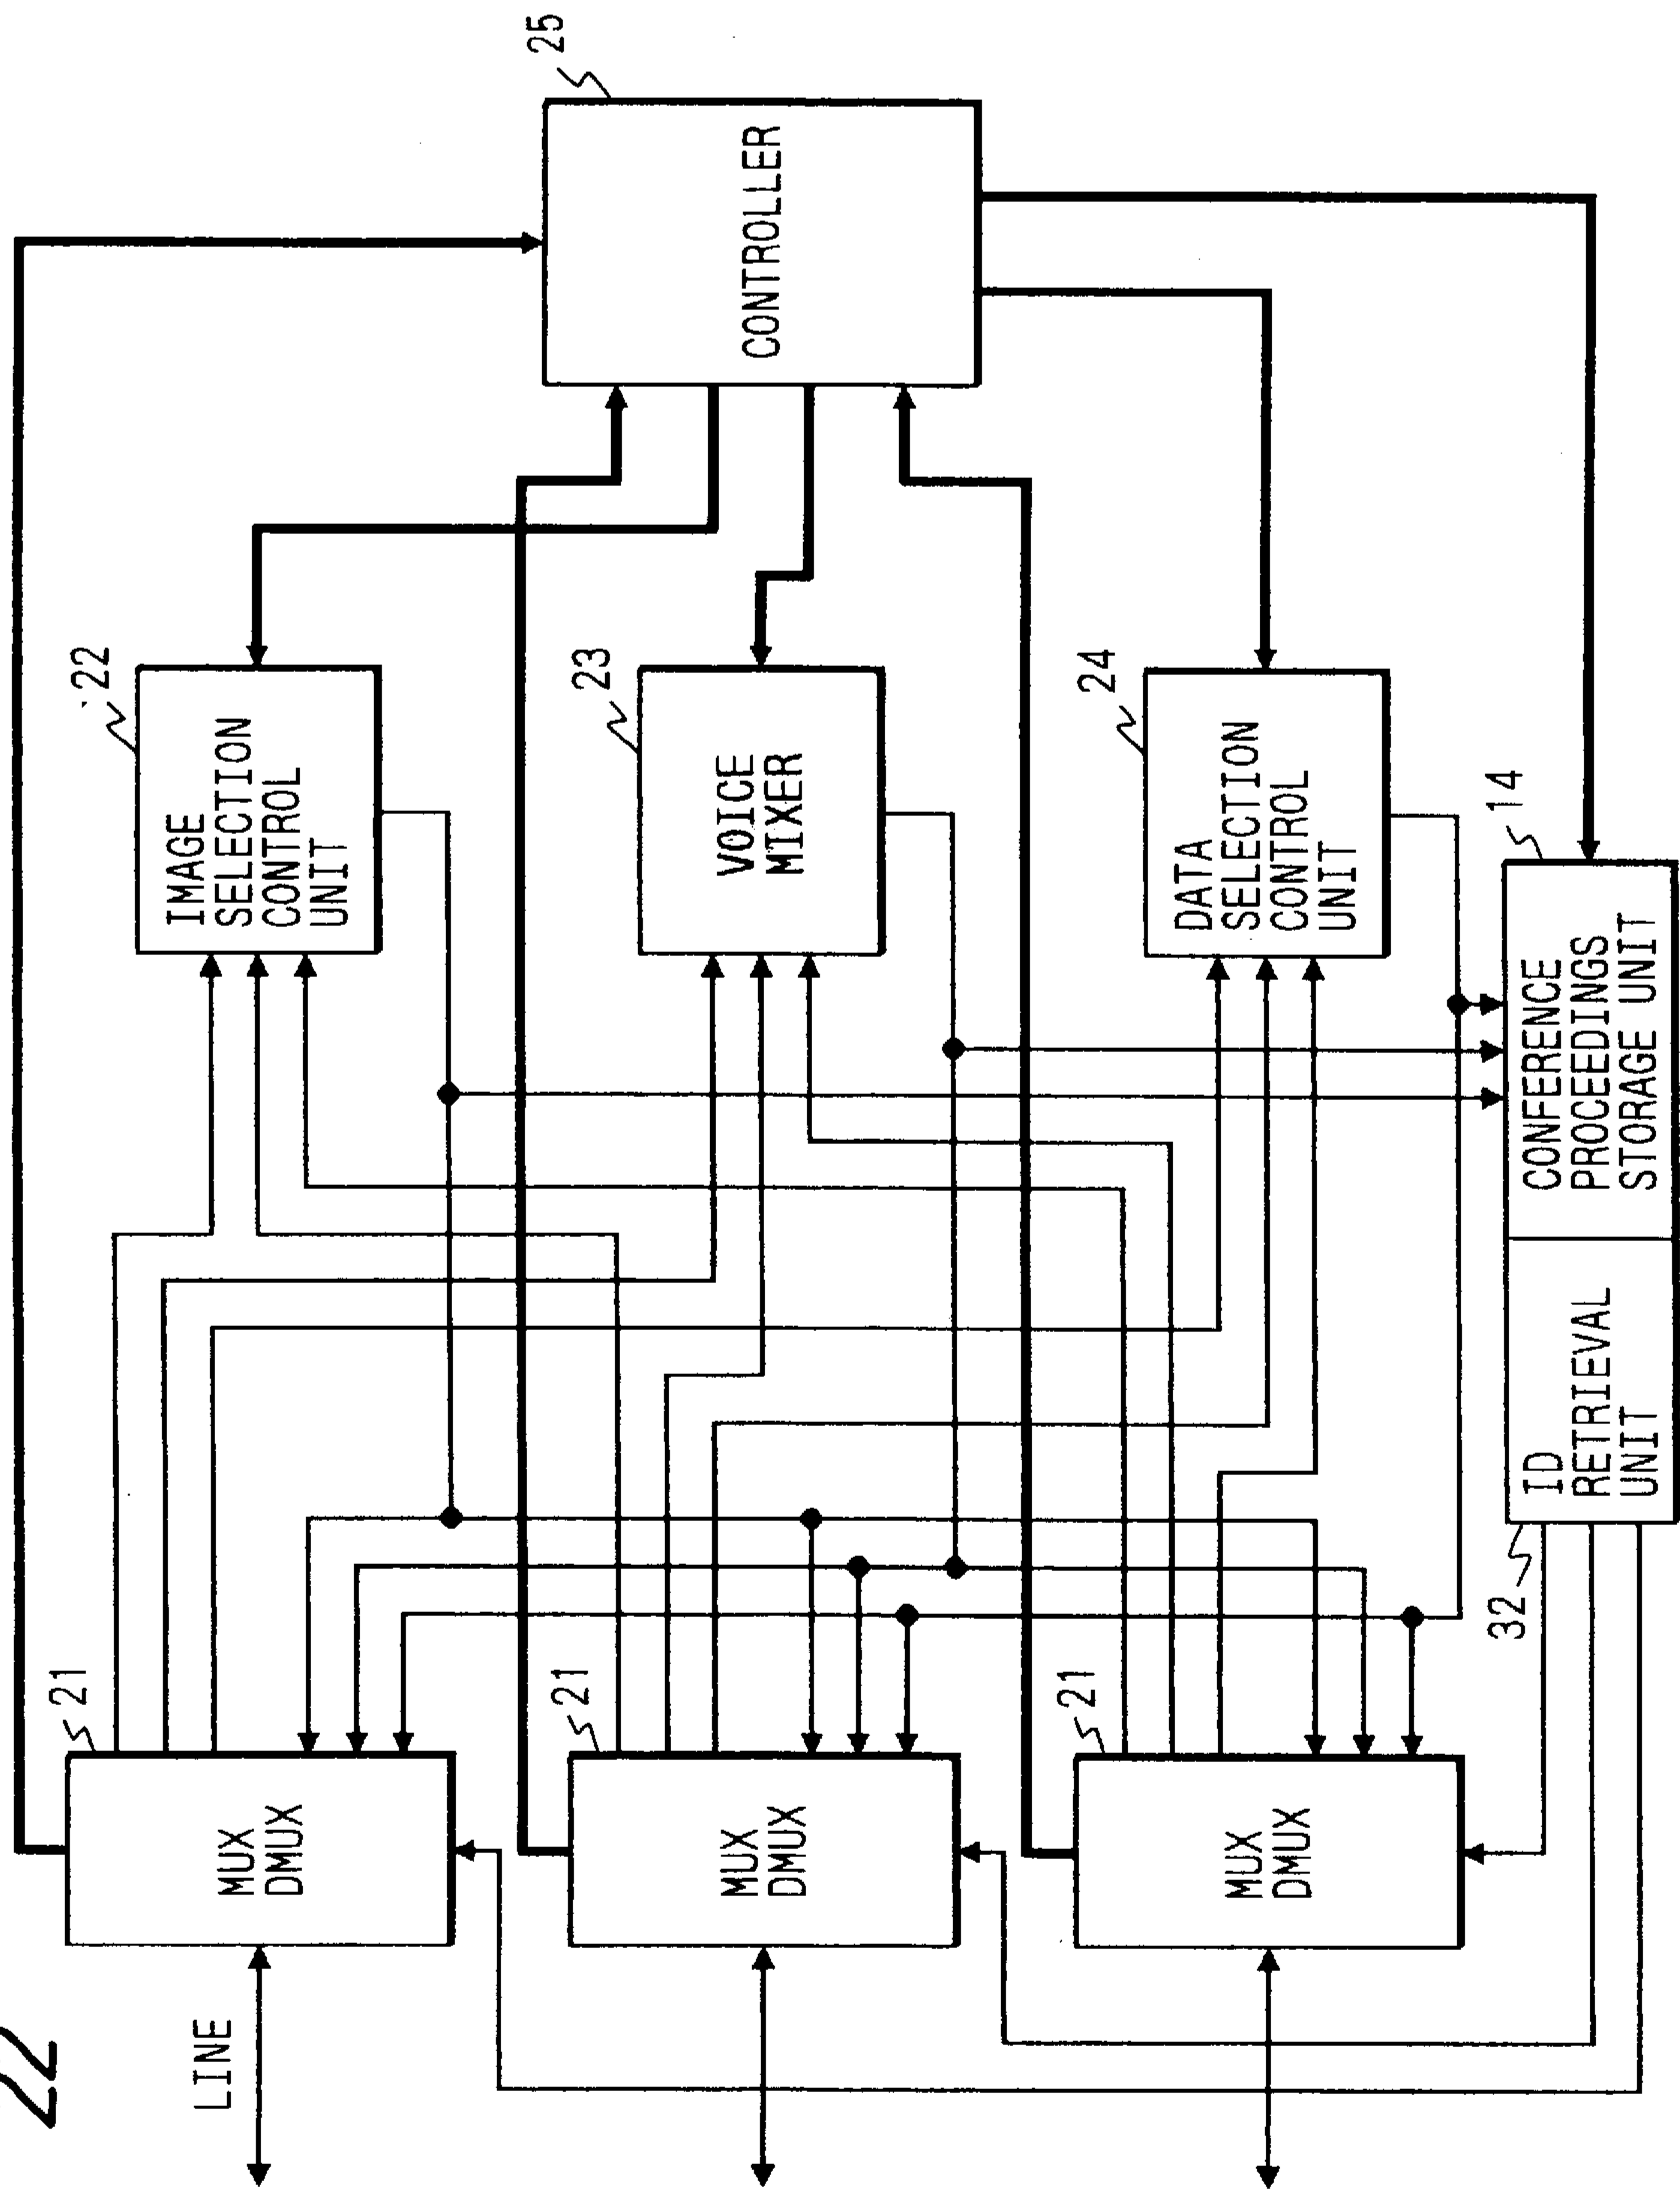 22
LINE
MUX
DMUX
21
MUX
DMUX
21
MUX
DMUX
21
IMAGE
SELECTION
CONTROL
UNIT
22
VOICE
MIXER
23
DATA
SELECTION
CONTROL
UNIT
24
CONTROLLER
25
ID
RETRIEVAL
UNIT
32
CONFERENCE
PROCEEDINGS
STORAGE UNIT
14